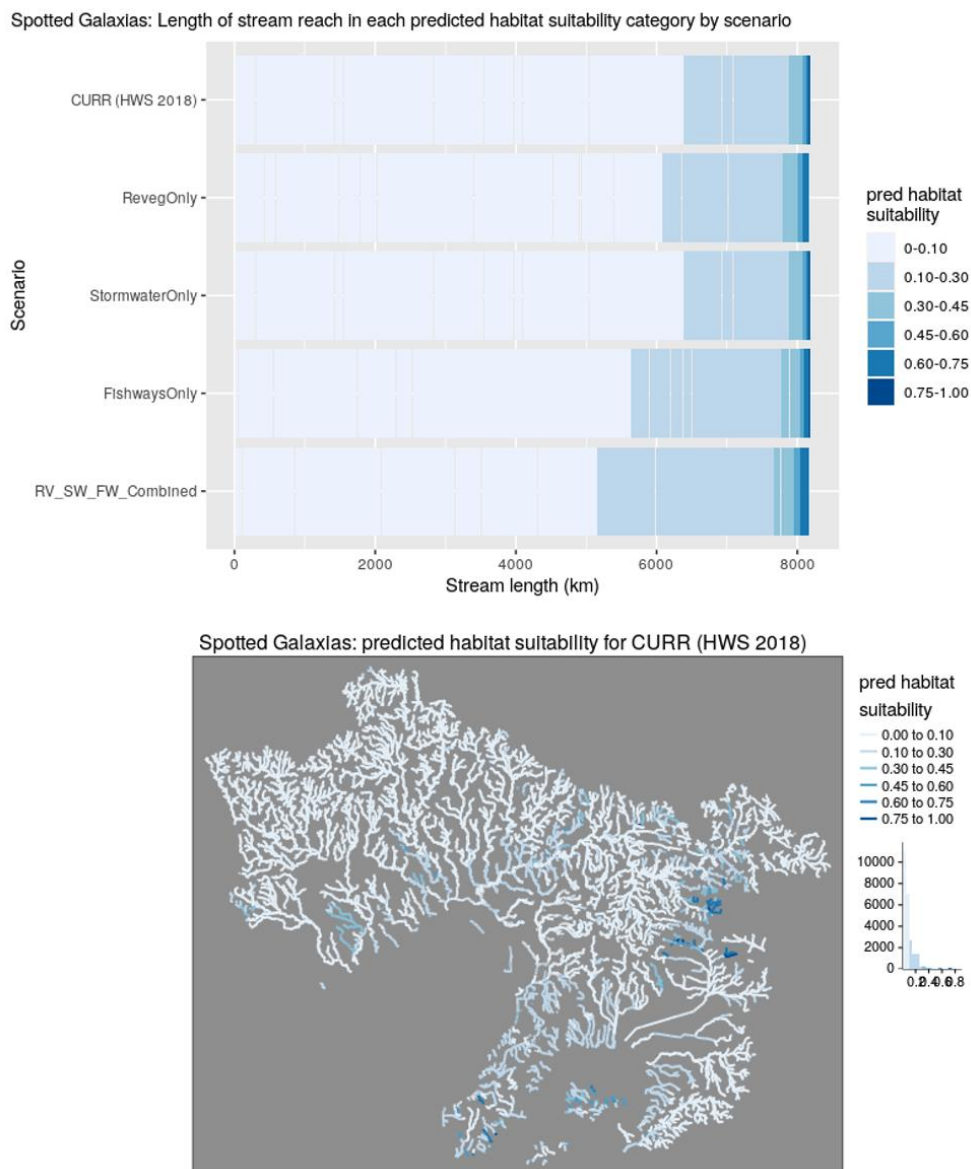 Spotted Galaxias: Length of stream reach in each predicted habitat suitability category by scenario
CURR (HWS 2018)
RevegOnly
StormwaterOnly
FishwaysOnly
RV_SW_FW_Combined
Scenario
0
2000
4000
6000
8000
Stream length (km)
pred habitat
suitability
0-0.10
0.10-0.30
0.30-0.45
0.45-0.60
0.60-0.75
0.75-1.00
Spotted Galaxias: predicted habitat suitability for CURR (HWS 2018)
pred habitat
suitability
0.00 to 0.10
0.10 to 0.30
0.30 to 0.45
0.45 to 0.60
0.60 to 0.75
0.75 to 1.00
10000
8000
6000
4000
2000
0
0.20.40.60.8